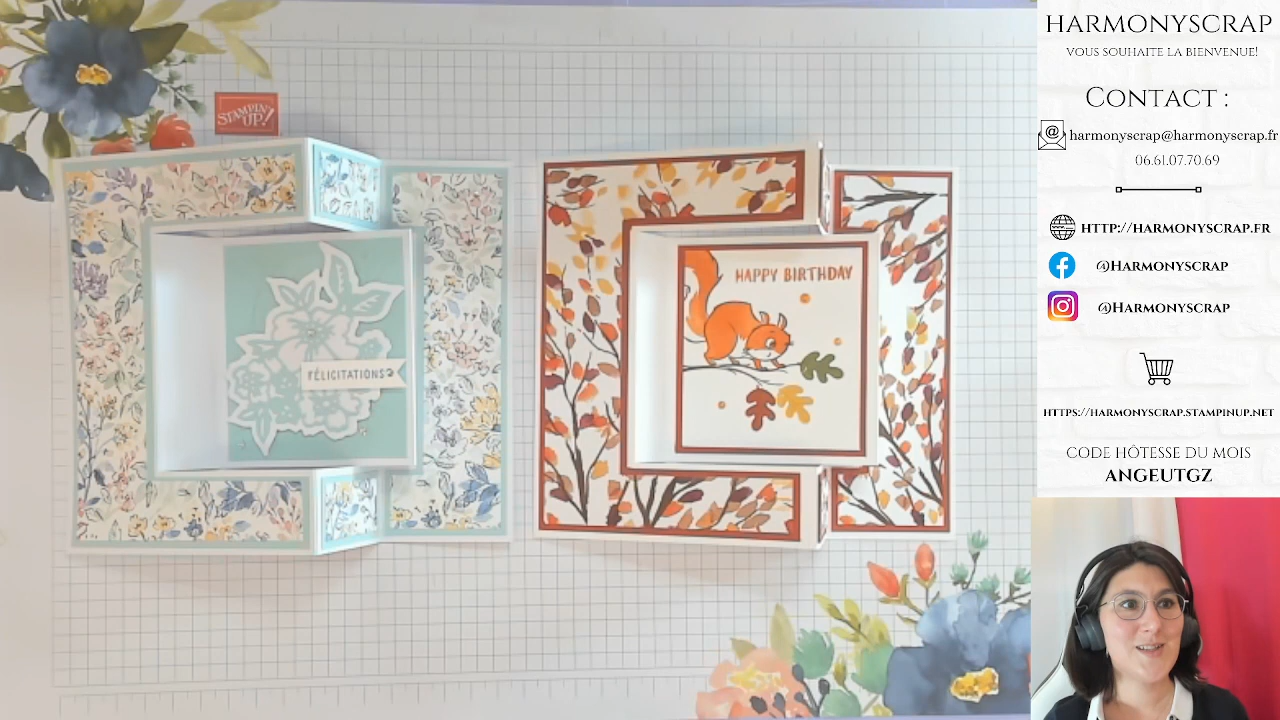 STAMPIN' UP!
FÉLICITATIONS
HAPPY BIRTHDAY
HARMONYSCRAP
VOUS SOUHAITE LA BIENVENUE!
CONTACT :
harmonyscrap@harmonyscrap.fr
06.61.07.70.69
HTTP://HARMONYSCRAP.FR
@HARMONYSCRAP
@HARMONYSCRAP
HTTPS://HARMONYSCRAP.STAMPINUP.NET
CODE HÔTESSE DU MOIS
ANGEUTGZ